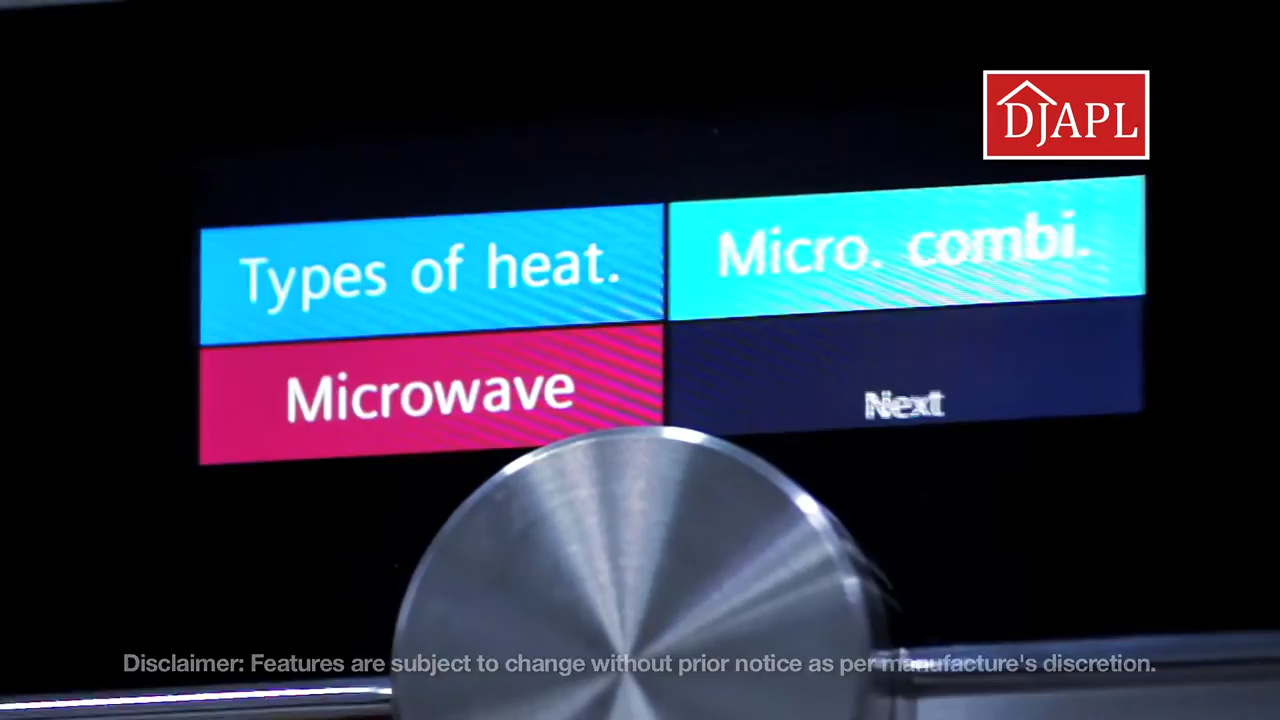 DJAPL
Types of heat.
Micro. combi.
Microwave
Next
Disclaimer: Features are subject to change without prior notice as per manufacture's discretion.